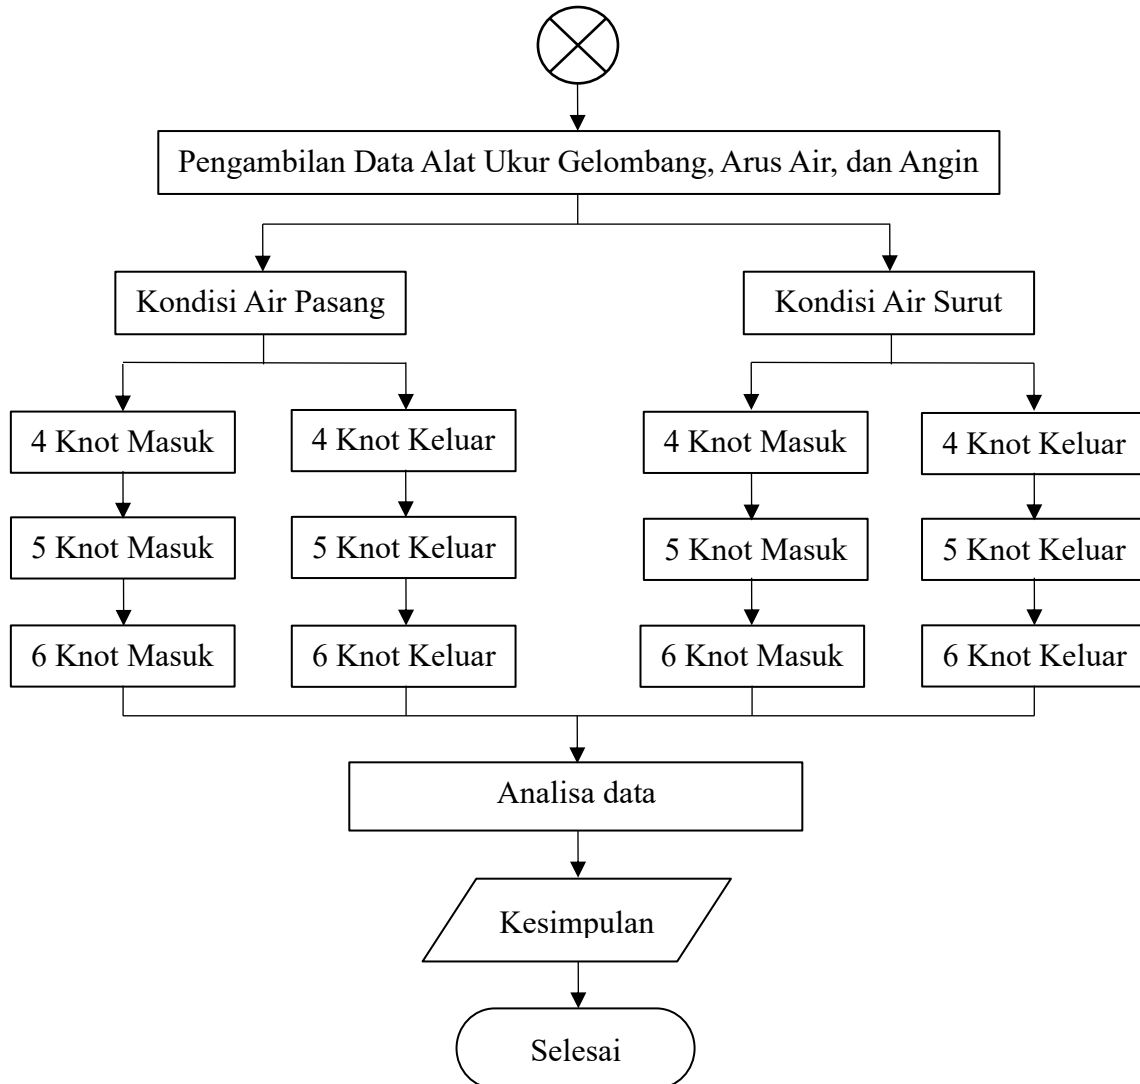 Pengambilan Data Alat Ukur Gelombang, Arus Air, dan Angin
Kondisi Air Pasang
Kondisi Air Surut
4 Knot Masuk
4 Knot Keluar
4 Knot Masuk
4 Knot Keluar
5 Knot Masuk
5 Knot Keluar
5 Knot Masuk
5 Knot Keluar
6 Knot Masuk
6 Knot Keluar
6 Knot Masuk
6 Knot Keluar
Analisa data
Kesimpulan
Selesai